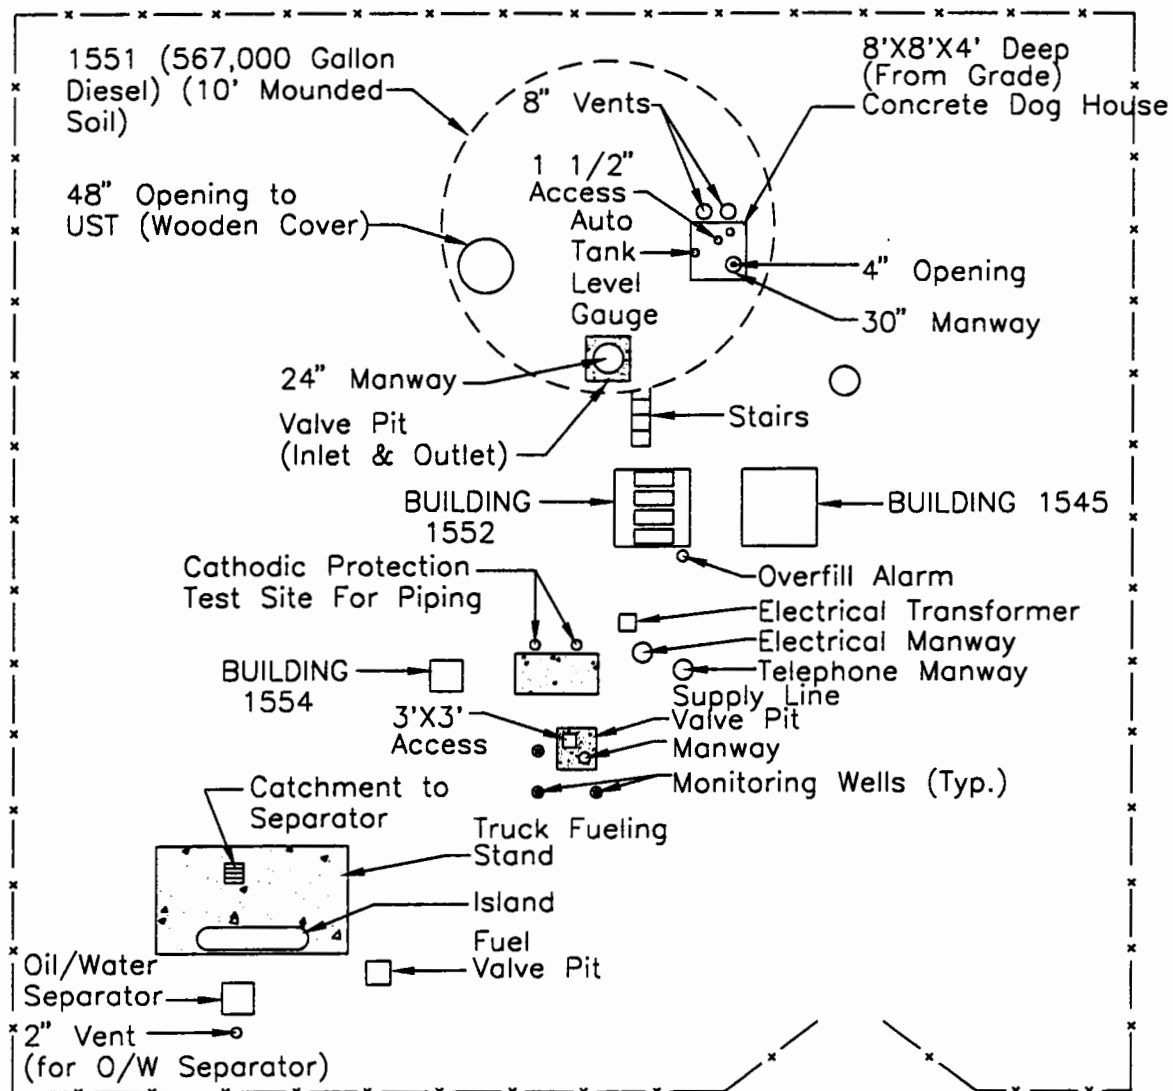 1551 (567,000 Gallon
Diesel) (10' Mounded
Soil)
8'X8'X4' Deep
(From Grade)
Concrete Dog House
8" Vents
1 1/2"
Access
48" Opening to
UST (Wooden Cover)
Auto
Tank
Level
Gauge
4" Opening
30" Manway
24" Manway
Valve Pit
(Inlet & Outlet)
Stairs
BUILDING
1552
BUILDING 1545
Cathodic Protection
Test Site For Piping
Overfill Alarm
Electrical Transformer
Electrical Manway
Telephone Manway
BUILDING
1554
Supply Line
Valve Pit
3'X3'
Access
Manway
Monitoring Wells (Typ.)
Catchment to
Separator
Truck Fueling
Stand
Island
Fuel
Valve Pit
Oil/Water
Separator
2" Vent
(for O/W Separator)